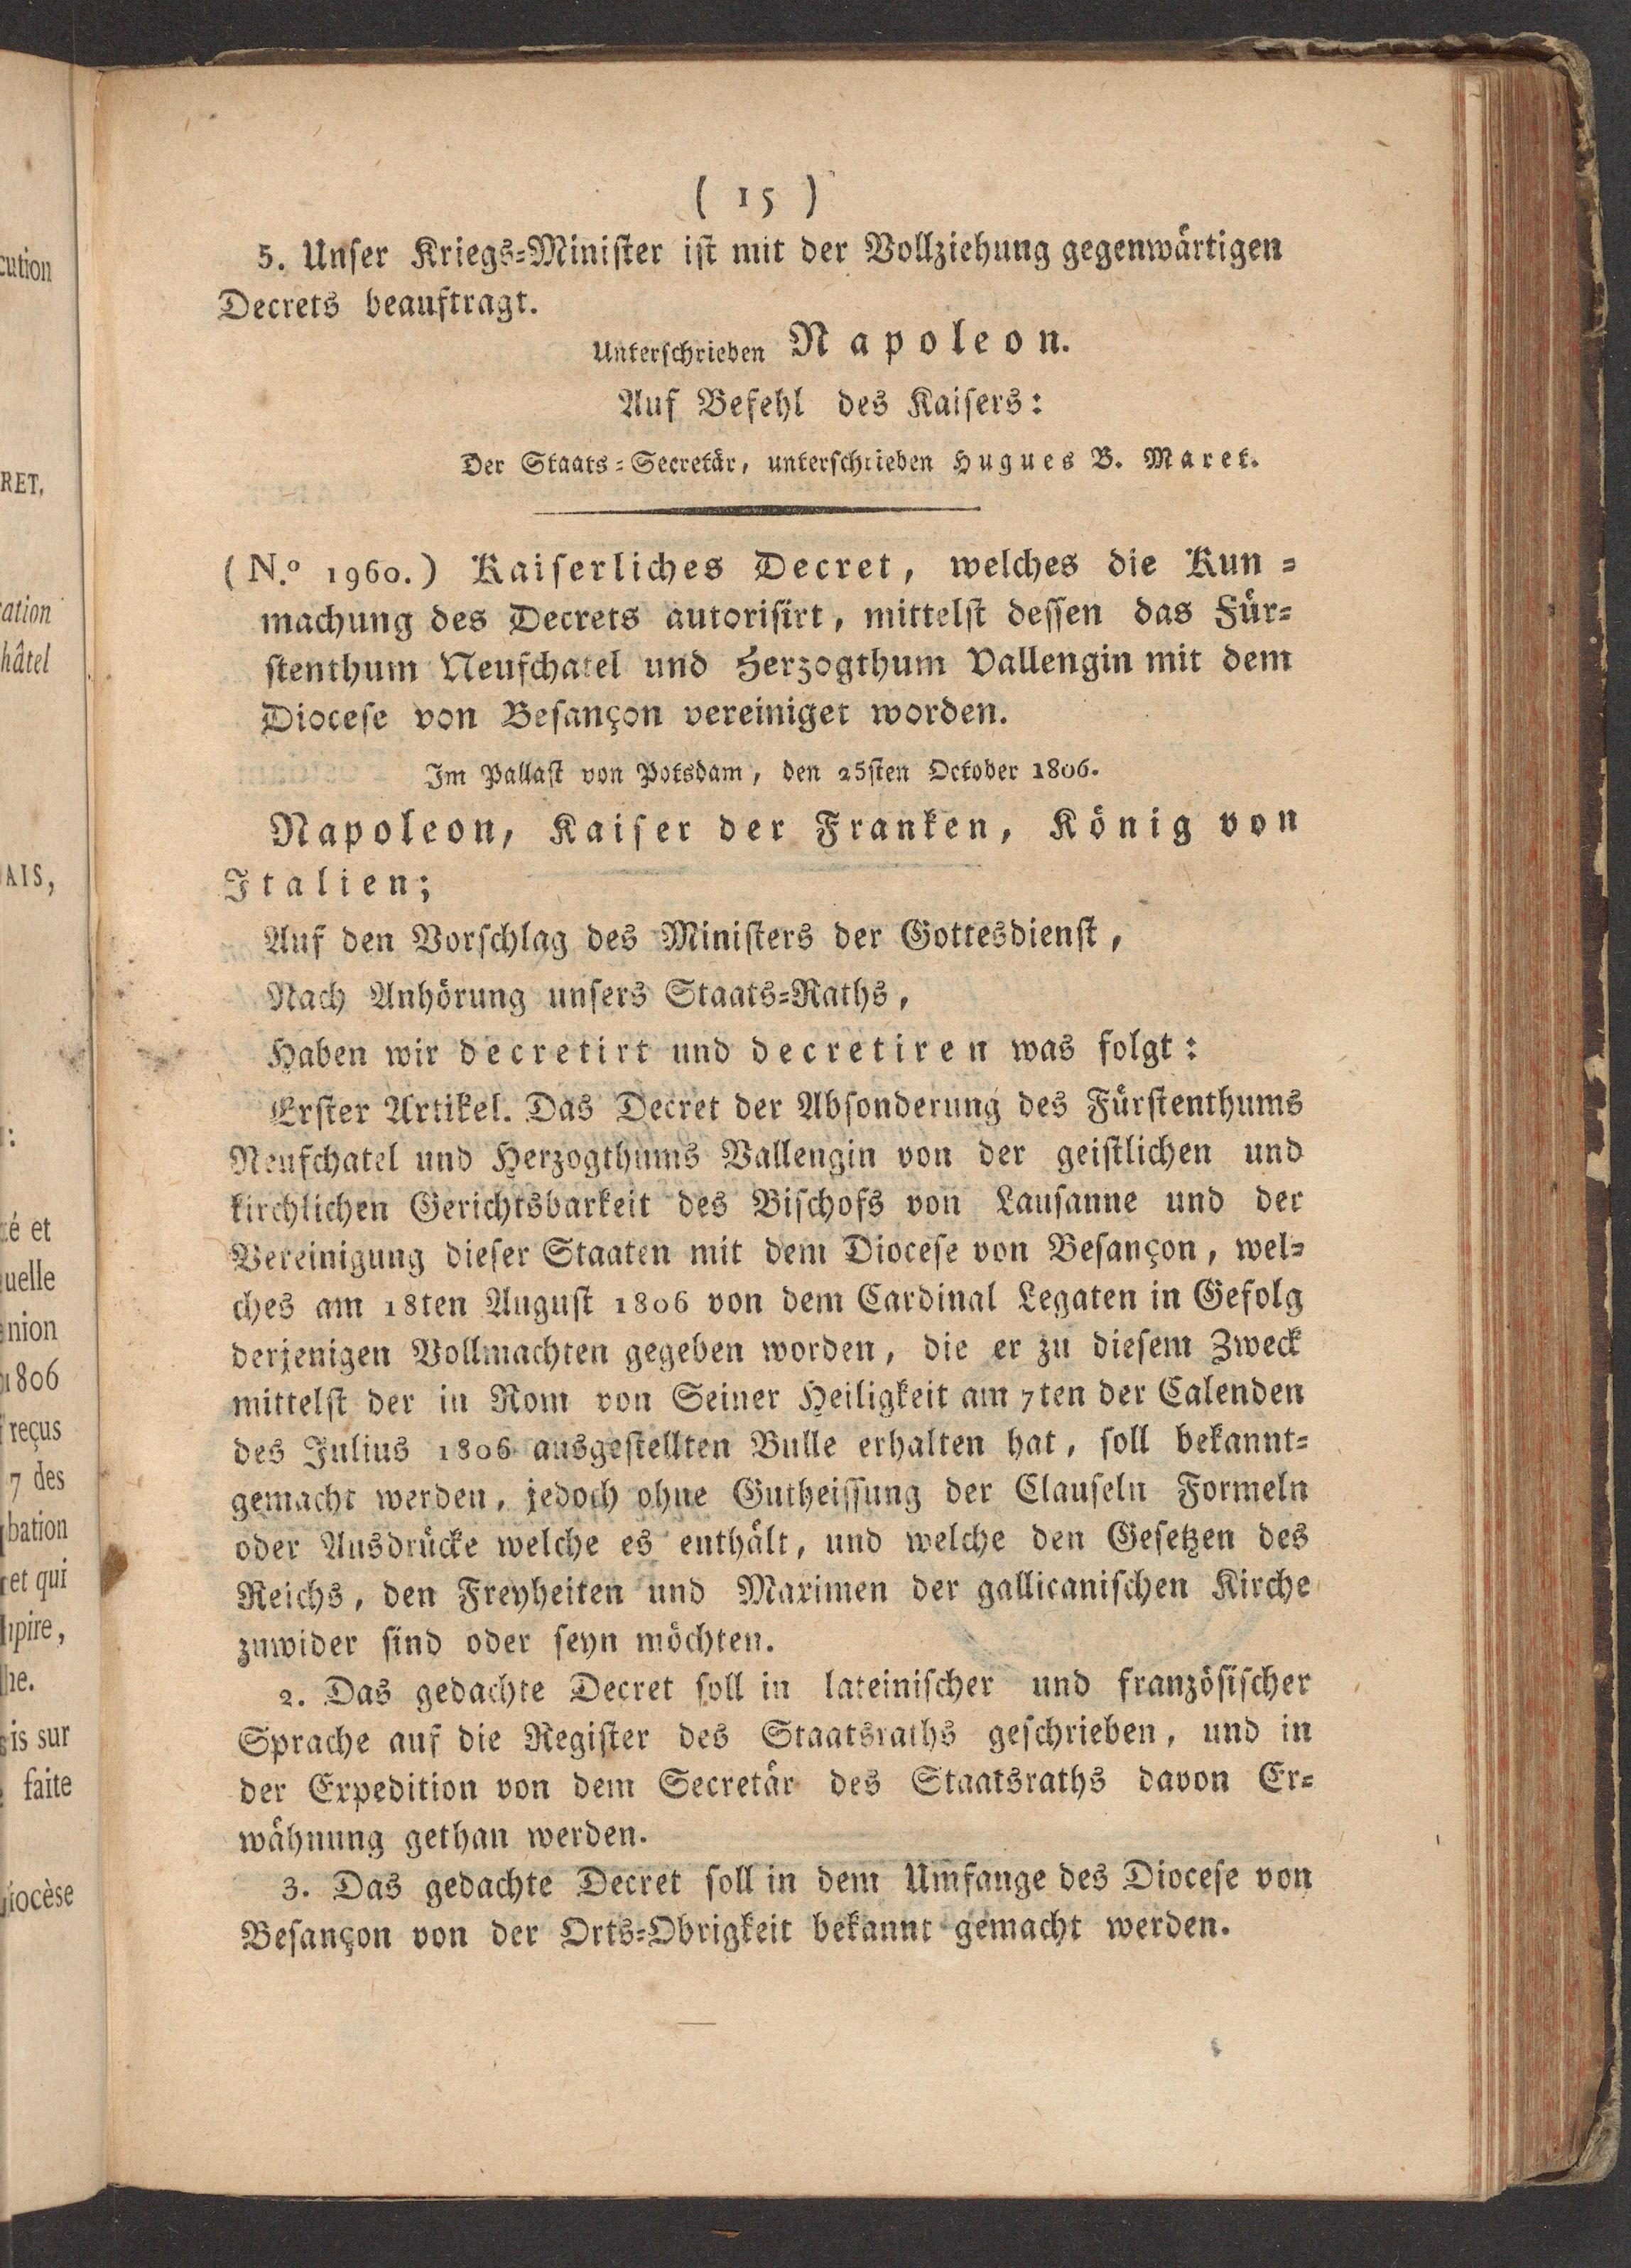 ( 15 )
5. Unser Kriegs=Minister ist mit der Vollziehung gegenwärtigen
Decrets beauftragt.
Unterschrieben Napoleon.
Auf Befehl des Kaisers:
Der Staats=Secretär, unterschrieben Hugues B. Maret.
(N.º 1960.) Kaiserliches Decret, welches die Kun=
machung des Decrets autorisirt, mittelst dessen das Für=
stenthum Neufchatel und Herzogthum Vallengin mit dem
Diocese von Besançon vereiniget worden.
Im Pallast von Potsdam, den 25sten October 1806.
Napoleon, Kaiser der Franken, König von
Italien;
Auf den Vorschlag des Ministers der Gottesdienst,
Nach Anhörung unsers Staats=Raths,
Haben wir decretirt und decretiren was folgt:
Erster Artikel. Das Decret der Absonderung des Fürstenthums
Neufchatel und Herzogthums Vallengin von der geistlichen und
kirchlichen Gerichtsbarkeit des Bischofs von Lausanne und der
Vereinigung dieser Staaten mit dem Diocese von Besançon, wel=
ches am 18ten August 1806 von dem Cardinal Legaten in Gefolg
derjenigen Vollmachten gegeben worden, die er zu diesem Zweck
mittelst der in Rom von Seiner Heiligkeit am 7ten der Calenden
des Julius 1806 ausgestellten Bulle erhalten hat, soll bekannt=
gemacht werden, jedoch ohne Gutheissung der Clauseln Formeln
oder Ausdrücke welche es enthält, und welche den Gesetzen des
Reichs, den Freyheiten und Maximen der gallicanischen Kirche
zuwider sind oder seyn möchten.
2. Das gedachte Decret soll in lateinischer und französischer
Sprache auf die Register des Staatsraths geschrieben, und in
der Expedition von dem Secretär des Staatsraths davon Er=
wähnung gethan werden.
3. Das gedachte Decret soll in dem Umfange des Diocese von
Besançon von der Orts=Obrigkeit bekannt gemacht werden.